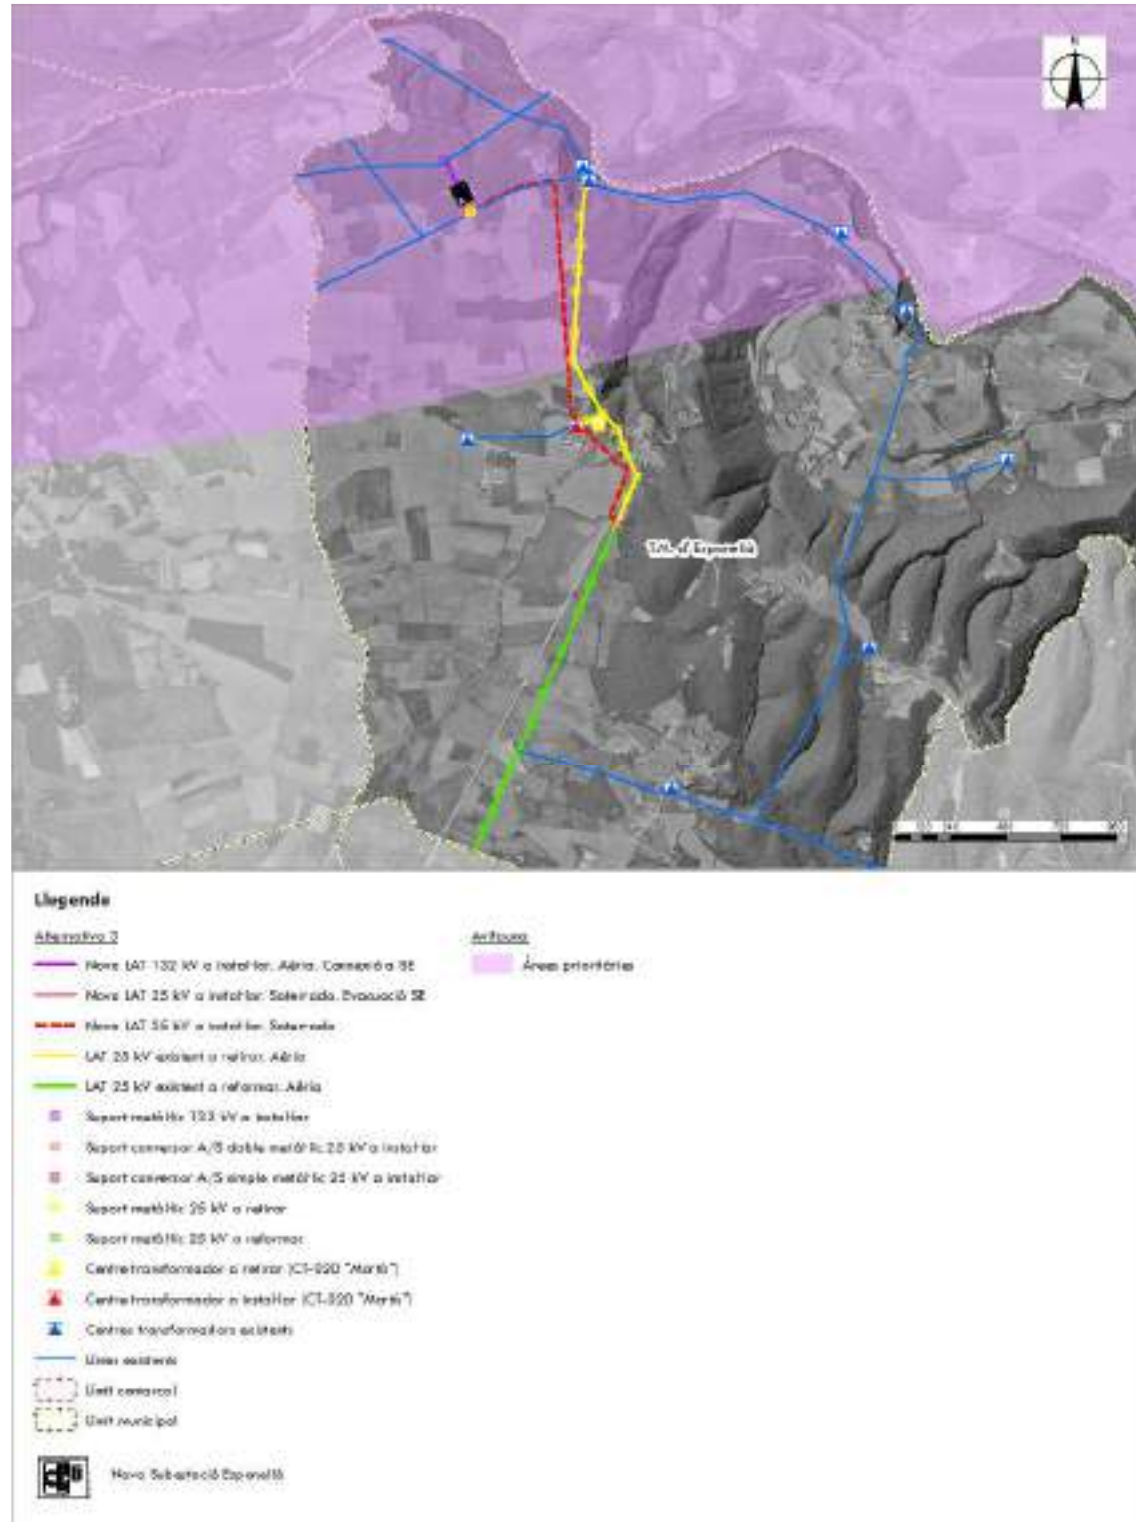 N
T.M. d'Esponellà
Llegenda
Alternativa 3
Nova LAT 132 kV a instal·lar. Aèria. Connexió a SE
Nova LAT 25 kV a instal·lar. Soterrada. Evacuació SE
Nova LAT 25 kV a instal·lar. Soterrada
LAT 25 kV existent a retirar. Aèria
LAT 25 kV existent a reformar. Aèria
Suport metàl·lic 132 kV a instal·lar
Suport conversor A/S doble metàl·lic 25 kV a instal·lar
Suport conversor A/S simple metàl·lic 25 kV a instal·lar
Suport metàl·lic 25 kV a retirar
Suport metàl·lic 25 kV a reformar
Centre transformador a retirar (CT-020 "Martís")
Centre transformador a instal·lar (CT-020 "Martís")
Centres transformadors existents
Línies existents
Límit comarcal
Límit municipal
Nova Subestació Esponellà
Avifauna
Àrees prioritàries